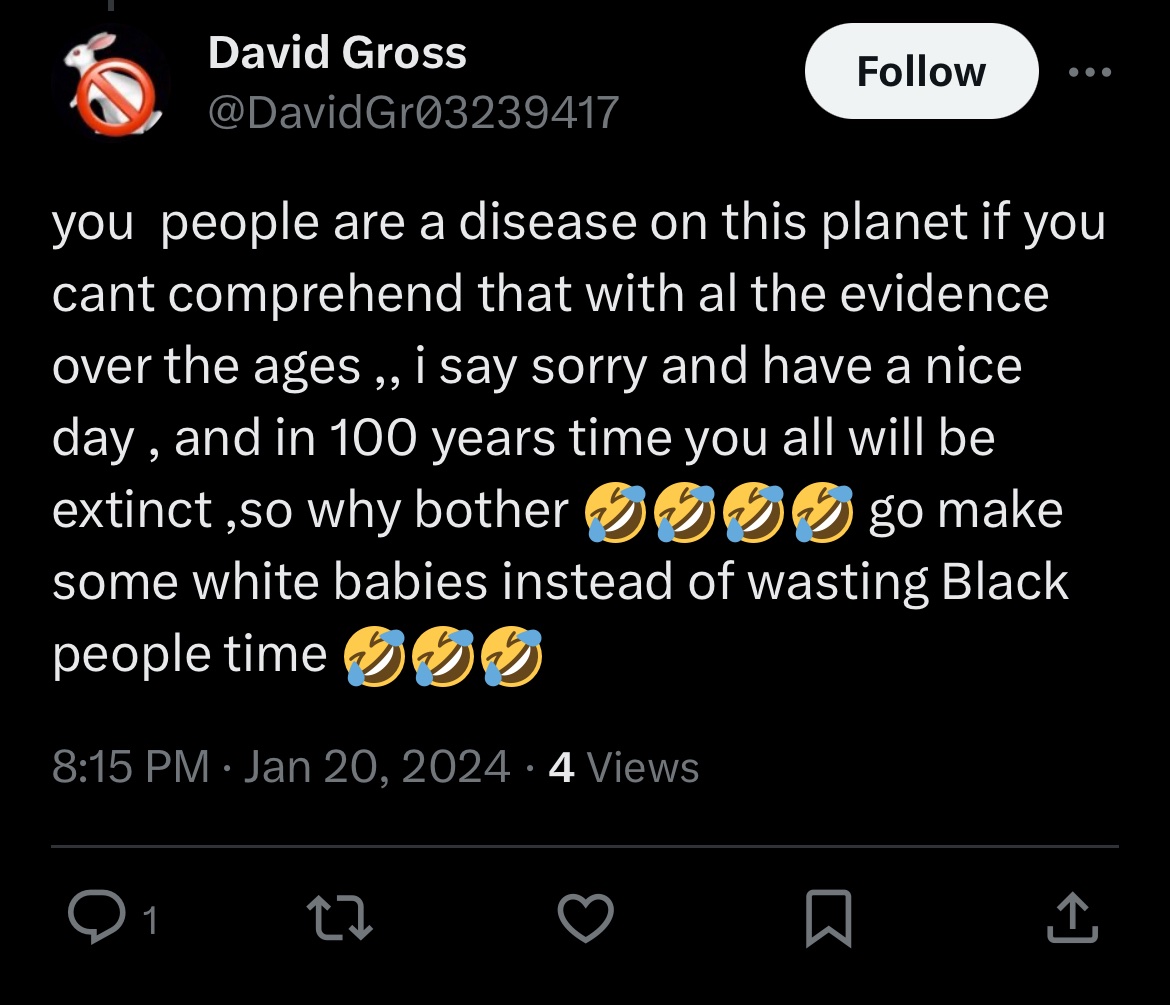 David Gross
Follow
@DavidGr03239417
you  people are a disease on this planet if you
cant comprehend that with al the evidence
over the ages ,, i say sorry and have a nice
day , and in 100 years time you all will be
extinct ,so why bother 🤣🤣🤣🤣 go make
some white babies instead of wasting Black
people time 🤣🤣🤣
8:15 PM · Jan 20, 2024 · 4 Views
1